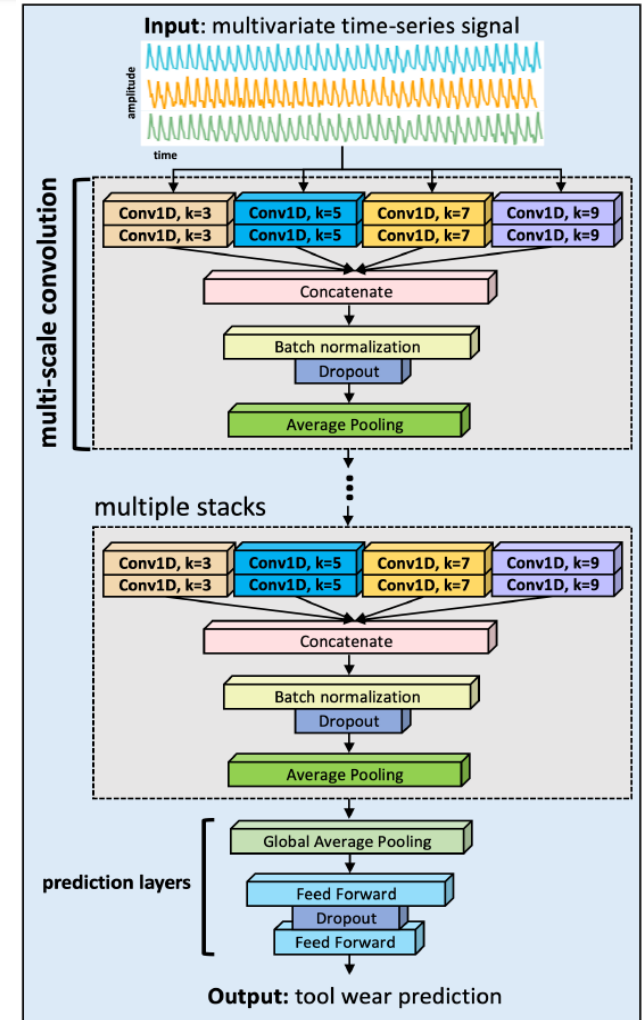 Input: multivariate time-series signal
amplitude
time
multi-scale convolution
Conv1D, k=3 Conv1D, k=5 Conv1D, k=7 Conv1D, k=9
Conv1D, k=3 Conv1D, k=5 Conv1D, k=7 Conv1D, k=9
Concatenate
Batch normalization
Dropout
Average Pooling
multiple stacks
Conv1D, k=3 Conv1D, k=5 Conv1D, k=7 Conv1D, k=9
Conv1D, k=3 Conv1D, k=5 Conv1D, k=7 Conv1D, k=9
Concatenate
Batch normalization
Dropout
Average Pooling
prediction layers
Global Average Pooling
Feed Forward
Dropout
Feed Forward
Output: tool wear prediction